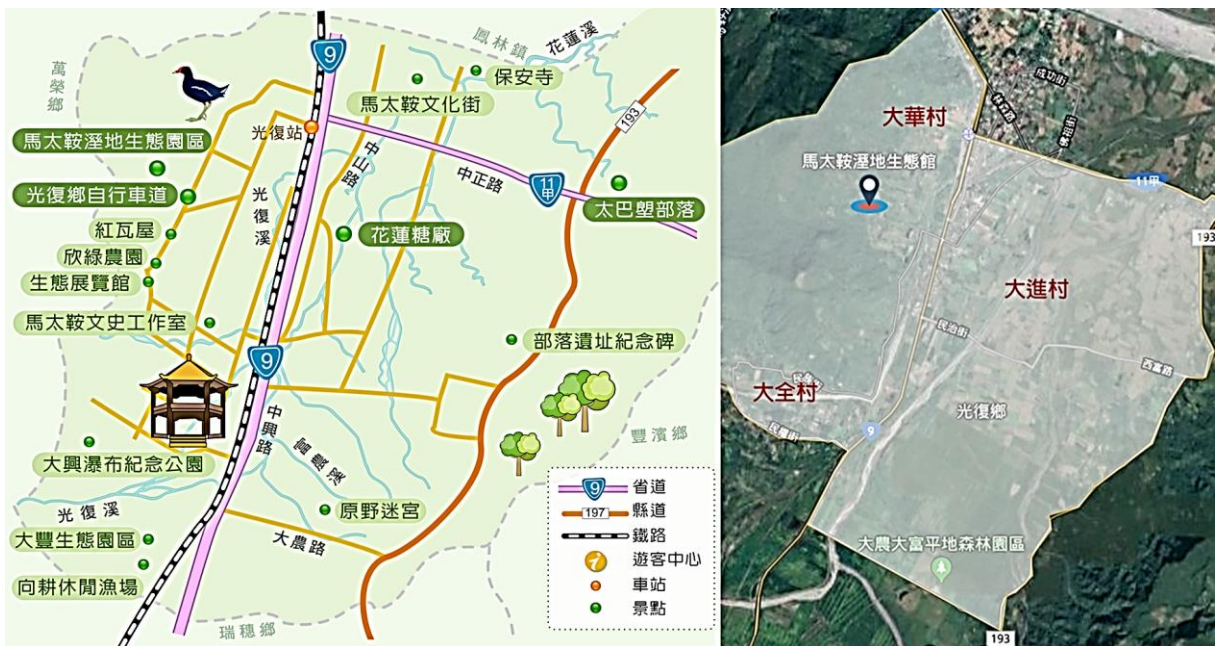 9
鳳林鎮
花蓮溪
保安寺
萬榮鄉
馬太鞍文化街
193
光復站
馬太鞍溼地生態園區
中山路
中正路
11甲
光復鄉自行車道
太巴塱部落
光復溪
紅瓦屋
花蓮糖廠
欣綠農園
生態展覽館
馬太鞍文史工作室
部落遺址紀念碑
9
中興路
豐濱鄉
大興瀑布紀念公園
富農溪
光復溪
原野迷宮
大豐生態園區
大農路
向耕休閒漁場
瑞穗鄉
9 省道
197 縣道
鐵路
遊客中心
車站
景點
成功街
大華村
馬太鞍溼地生態館
11甲
193
大進村
民治街
西富路
大全村
光復鄉
9
大農大富平地森林園區
193